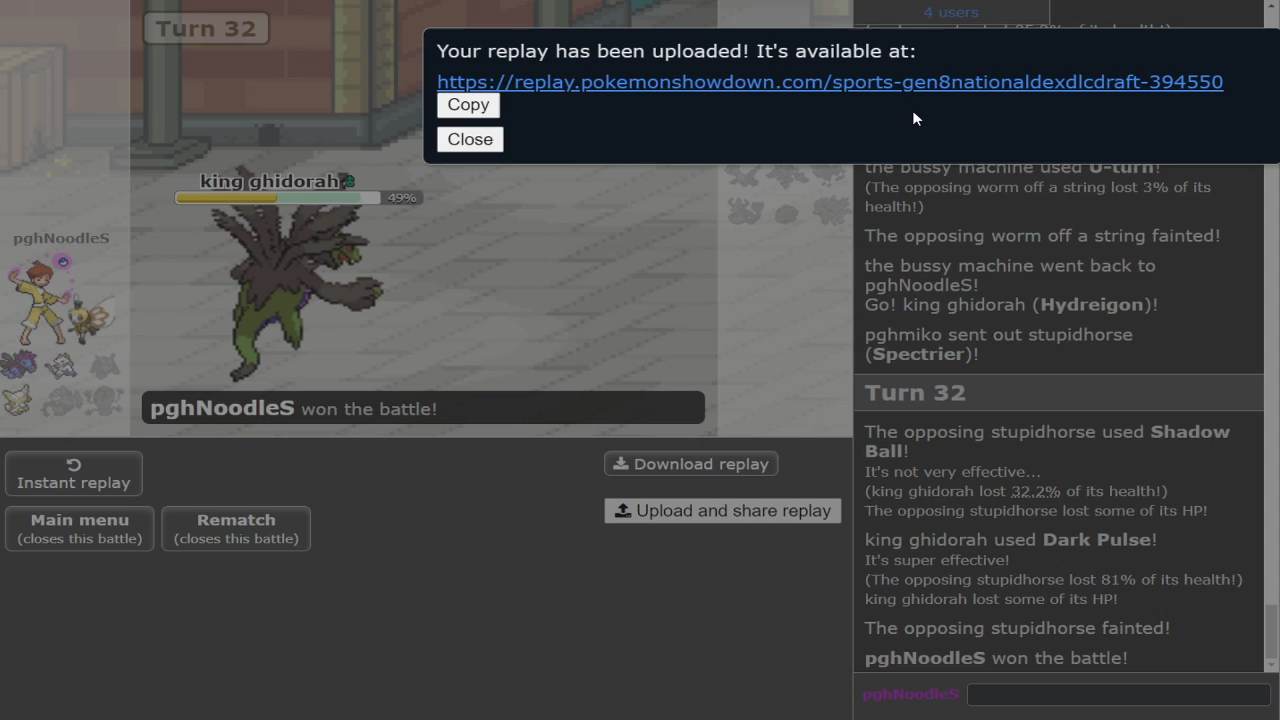 Turn 32
4 users
Your replay has been uploaded! It's available at:
https://replay.pokemonshowdown.com/sports-gen8nationaldexdlcdraft-394550
Copy
Close
king ghidorah
49%
pghNoodleS
pghNoodleS won the battle!
Instant replay
Main menu
(closes this battle)
Rematch
(closes this battle)
Download replay
Upload and share replay
the bussy machine used U-turn!
(The opposing worm off a string lost 3% of its
health!)
The opposing worm off a string fainted!
the bussy machine went back to
pghNoodleS!
Go! king ghidorah (Hydreigon)!
pghmiko sent out stupidhorse
(Spectrier)!
Turn 32
The opposing stupidhorse used Shadow
Ball!
It's not very effective...
(king ghidorah lost 32.2% of its health!)
The opposing stupidhorse lost some of its HP!
king ghidorah used Dark Pulse!
It's super effective!
(The opposing stupidhorse lost 81% of its health!)
king ghidorah lost some of its HP!
The opposing stupidhorse fainted!
pghNoodleS won the battle!
pghNoodleS